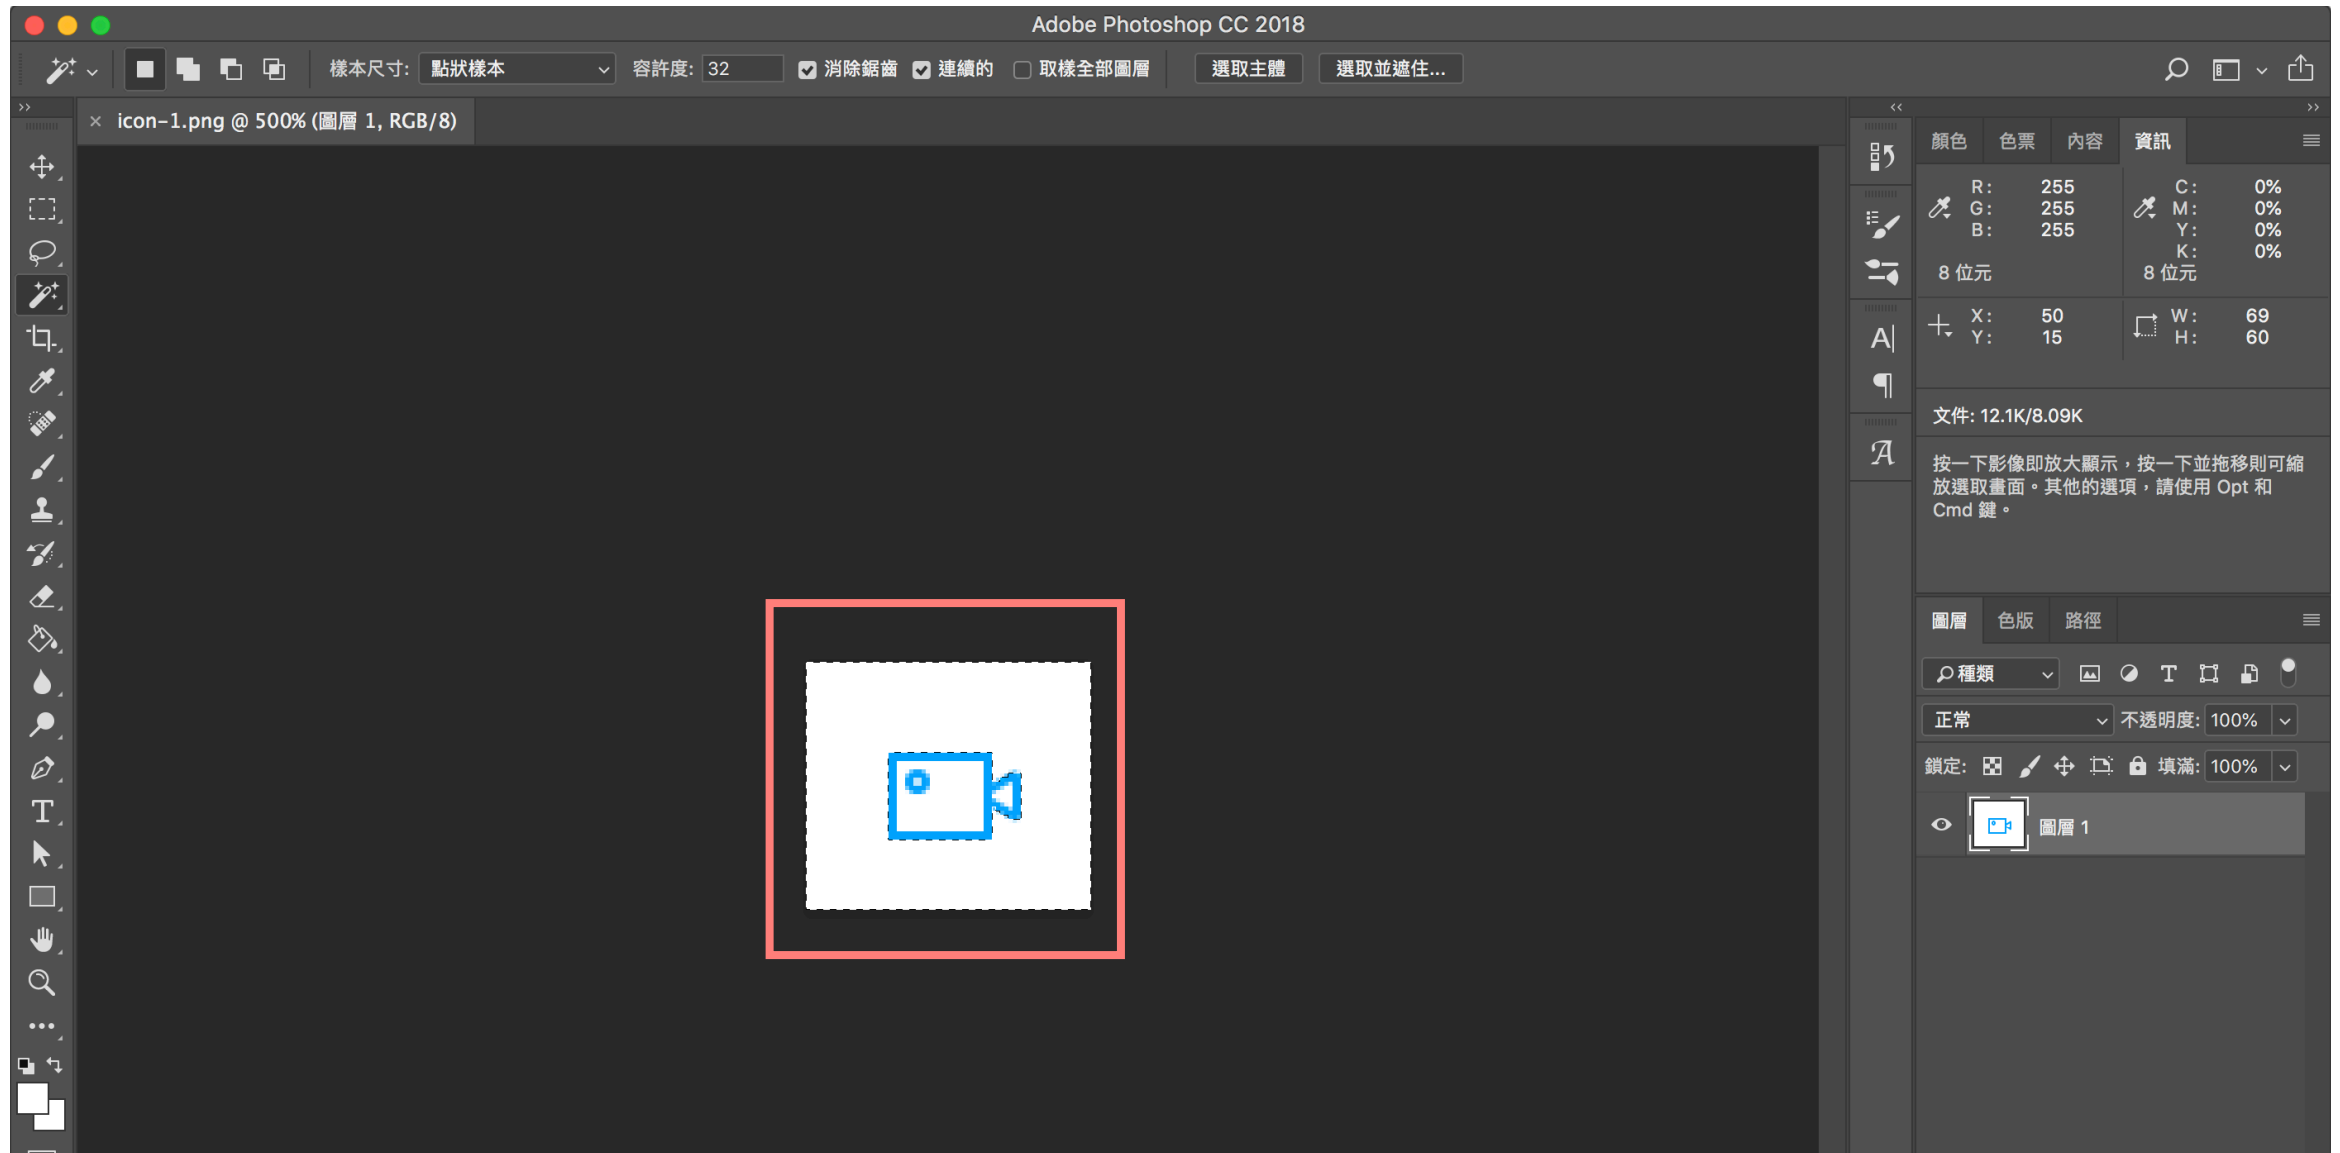 Adobe Photoshop CC 2018
樣本尺寸: 點狀樣本 容許度: 32 消除鋸齒 連續的 取樣全部圖層 選取主體 選取並遮住...
icon-1.png @ 500% (圖層 1, RGB/8)
顏色 色票 內容 資訊
R: 255 C: 0%
G: 255 M: 0%
B: 255 Y: 0%
K: 0%
8 位元 8 位元
X: 50 W: 69
Y: 15 H: 60
文件: 12.1K/8.09K
按一下影像即放大顯示，按一下並拖移則可縮
放選取畫面。其他的選項，請使用 Opt 和
Cmd 鍵。
圖層 色版 路徑
種類
正常 不透明度: 100%
鎖定: 填滿: 100%
圖層 1